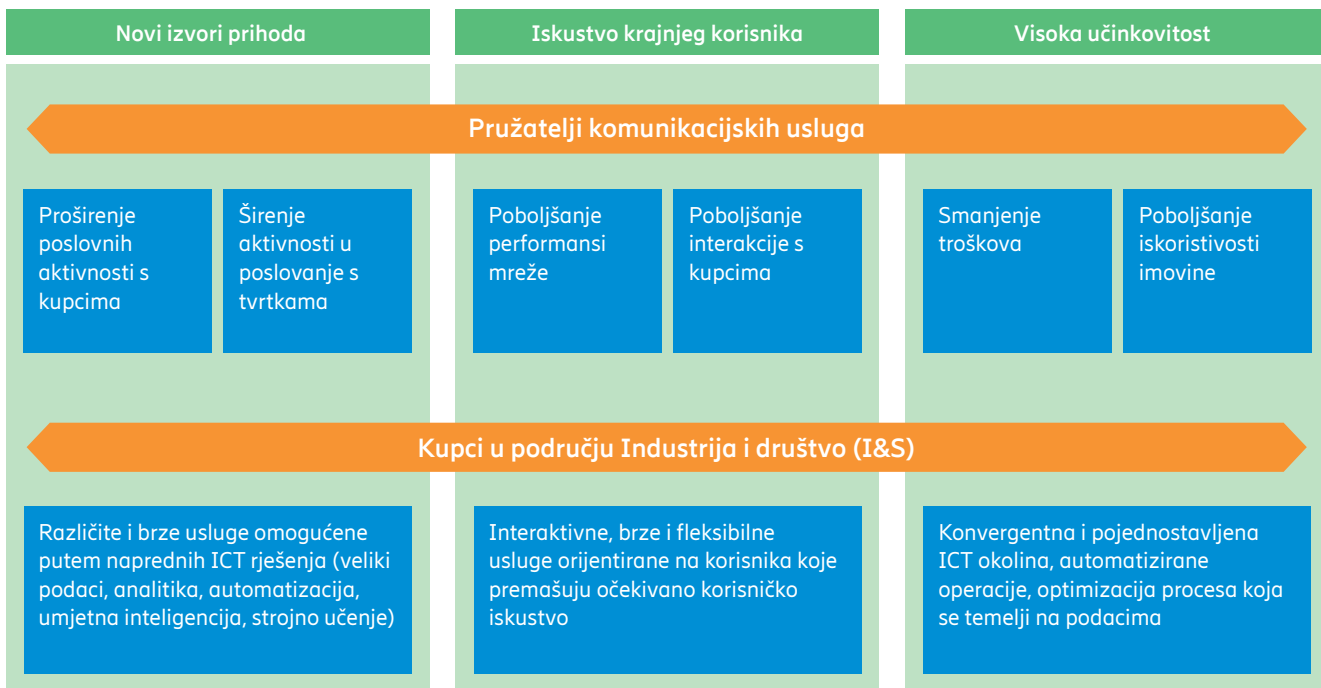 Novi izvori prihoda
Iskustvo krajnjeg korisnika
Visoka učinkovitost
Pružatelji komunikacijskih usluga
Proširenje
poslovnih
aktivnosti s
kupcima
Širenje
aktivnosti u
poslovanje s
tvrtkama
Poboljšanje
performansi
mreže
Poboljšanje
interakcije s
kupcima
Smanjenje
troškova
Poboljšanje
iskoristivosti
imovine
Kupci u području Industrija i društvo (I&S)
Različite i brze usluge omogućene
putem naprednih ICT rješenja (veliki
podaci, analitika, automatizacija,
umjetna inteligencija, strojno učenje)
Interaktivne, brze i fleksibilne
usluge orijentirane na korisnika koje
premašuju očekivano korisničko
iskustvo
Konvergentna i pojednostavljena
ICT okolina, automatizirane
operacije, optimizacija procesa koja
se temelji na podacima